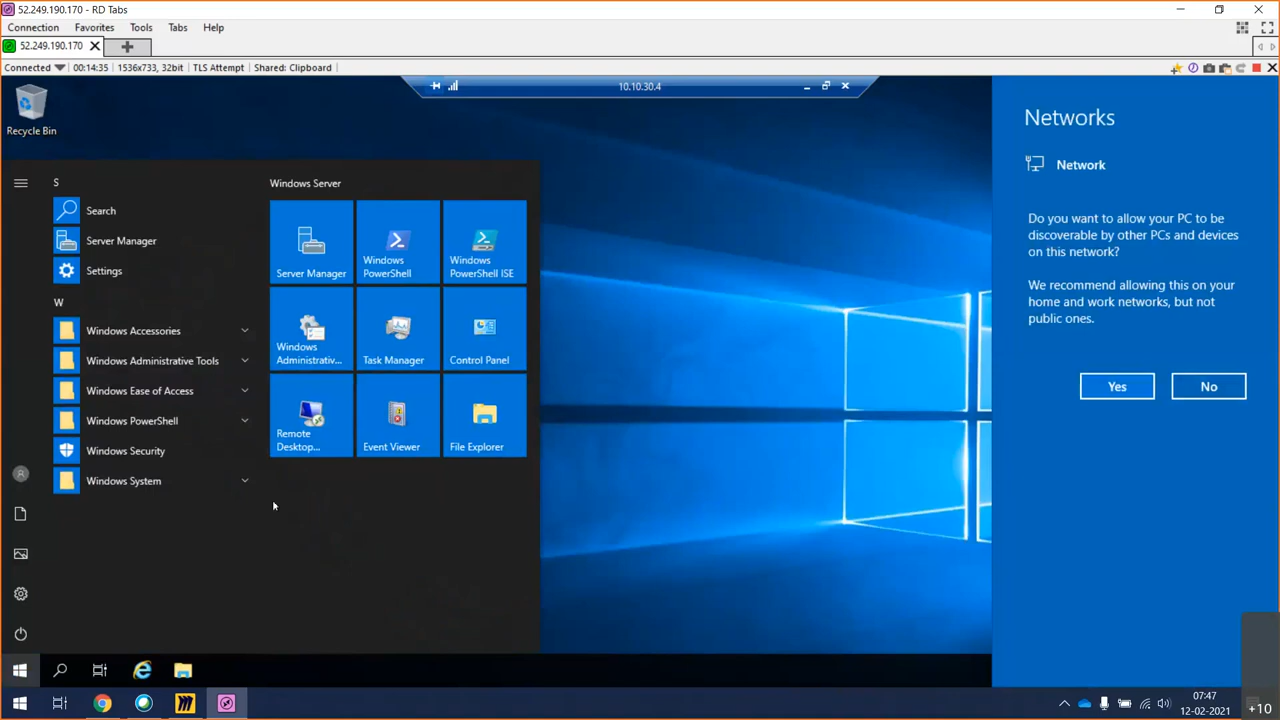 52.249.190.170 - RD Tabs
Connection Favorites Tools Tabs Help
52.249.190.170
Connected 00:14:35 1536x733, 32bit TLS Attempt Shared: Clipboard
10.10.30.4
Recycle Bin
S
Search
Server Manager
Settings
W
Windows Accessories
Windows Administrative Tools
Windows Ease of Access
Windows PowerShell
Windows Security
Windows System
Windows Server
Server Manager
Windows
PowerShell
Windows
PowerShell ISE
Windows
Administrativ...
Task Manager
Control Panel
Remote
Desktop...
Event Viewer
File Explorer
Networks
Network
Do you want to allow your PC to be
discoverable by other PCs and devices
on this network?
We recommend allowing this on your
home and work networks, but not
public ones.
Yes No
07:47
12-02-2021
+10